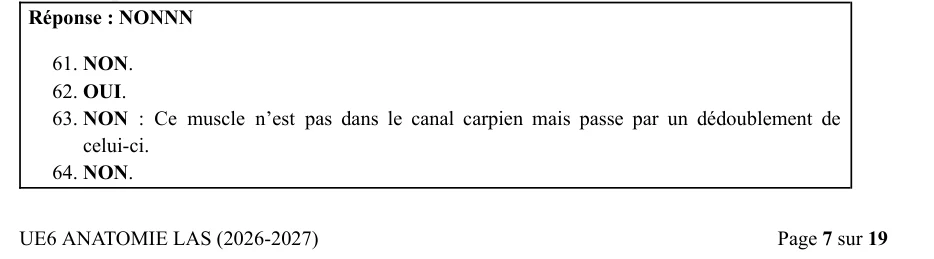 Réponse : NONNN
61. NON.
62. OUI.
63. NON : Ce muscle n’est pas dans le canal carpien mais passe par un dédoublement de
celui-ci.
64. NON.
UE6 ANATOMIE LAS (2026-2027)
Page 7 sur 19